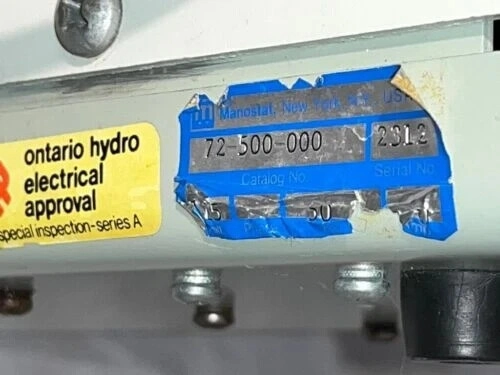 ontario hydro
electrical
approval
special inspection-series A
Manostat, New York, N.Y. US
72-500-000
2312
Catalog No.
Serial No.
115
50